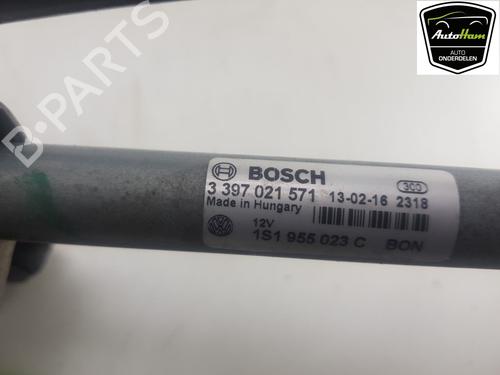 AutoHam
AUTO
ONDERDELEN
B-PARTS
BOSCH
300
3 397 021 571 13-02-16 2318
Made in Hungary
12V
1S1 955 023 C BON